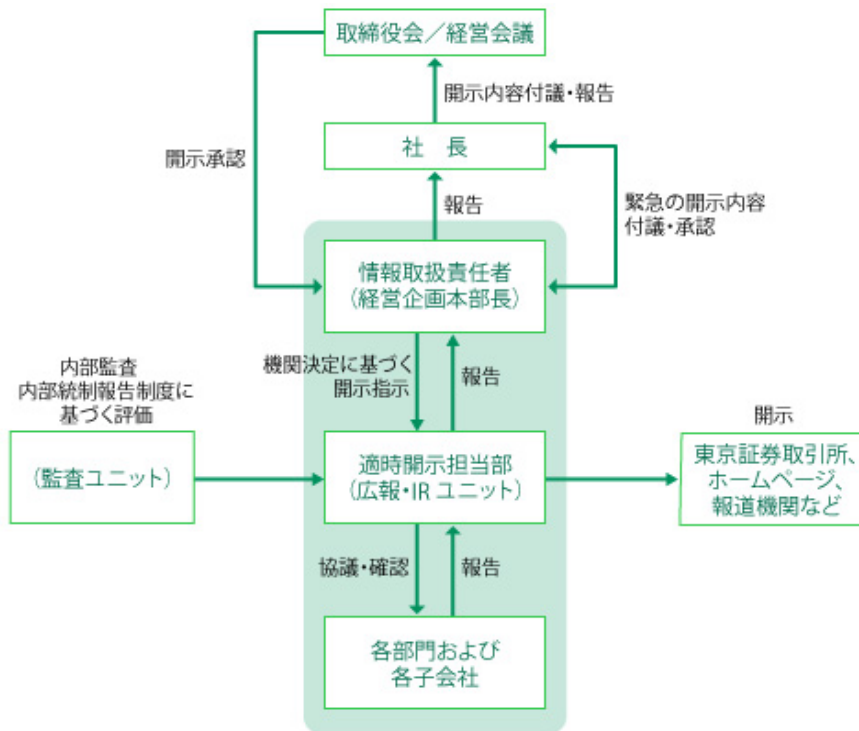 取締役会／経営会議
開示内容付議・報告
社　長
開示承認
報告
緊急の開示内容
付議・承認
情報取扱責任者
（経営企画本部長）
機関決定に基づく
開示指示
報告
内部監査
内部統制報告制度に
基づく評価
（監査ユニット）
適時開示担当部
（広報・IR ユニット）
開示
東京証券取引所、
ホームページ、
報道機関など
協議・確認
報告
各部門および
各子会社